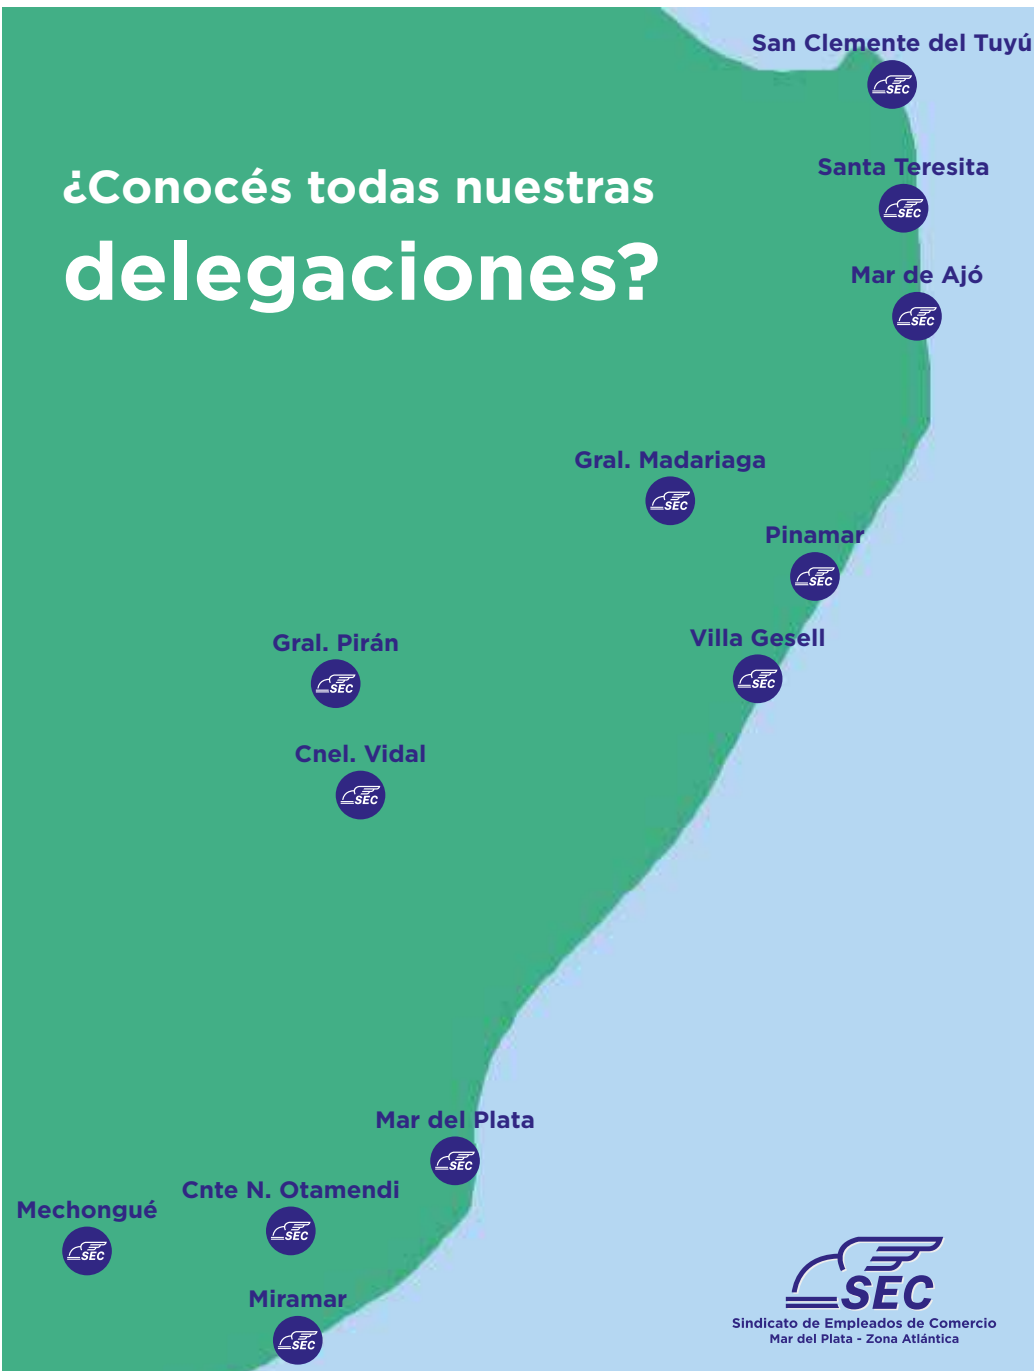 San Clemente del Tuyú
SEC
¿Conocés todas nuestras
delegaciones?
Santa Teresita
SEC
Mar de Ajó
SEC
Gral. Madariaga
SEC
Pinamar
SEC
Villa Gesell
SEC
Gral. Pirán
SEC
Cnel. Vidal
SEC
Mar del Plata
SEC
Cnte N. Otamendi
SEC
Mechongué
SEC
Miramar
SEC
SEC
Sindicato de Empleados de Comercio
Mar del Plata - Zona Atlántica